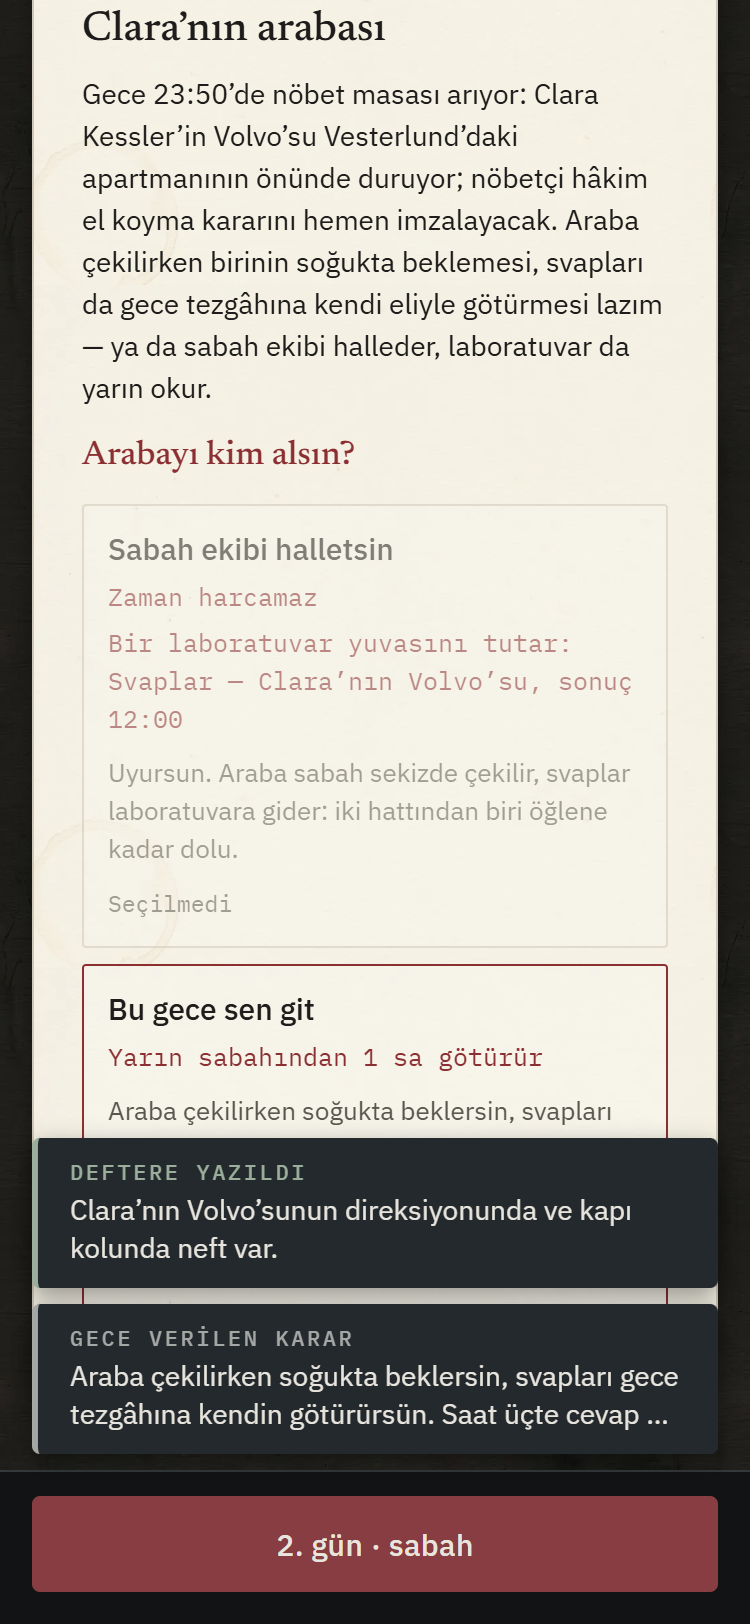 Clara’nın arabası
Gece 23:50’de nöbet masası arıyor: Clara
Kessler’in Volvo’su Vesterlund’daki
apartmanının önünde duruyor; nöbetçi hâkim
el koyma kararını hemen imzalayacak. Araba
çekilirken birinin soğukta beklemesi, svapları
da gece tezgâhına kendi eliyle götürmesi lazım
— ya da sabah ekibi halleder, laboratuvar da
yarın okur.
Arabayı kim alsın?
Sabah ekibi halletsin
Zaman harcamaz
Bir laboratuvar yuvasını tutar:
Svaplar — Clara’nın Volvo’su, sonuç
12:00
Uyursun. Araba sabah sekizde çekilir, svaplar
laboratuvara gider: iki hattından biri öğlene
kadar dolu.
Seçilmedi
Bu gece sen git
Yarın sabahından 1 sa götürür
Araba çekilirken soğukta beklersin, svapları
DEFTERE YAZILDI
Clara’nın Volvo’sunun direksiyonunda ve kapı
kolunda neft var.
GECE VERİLEN KARAR
Araba çekilirken soğukta beklersin, svapları gece
tezgâhına kendin götürürsün. Saat üçte cevap ...
2. gün · sabah